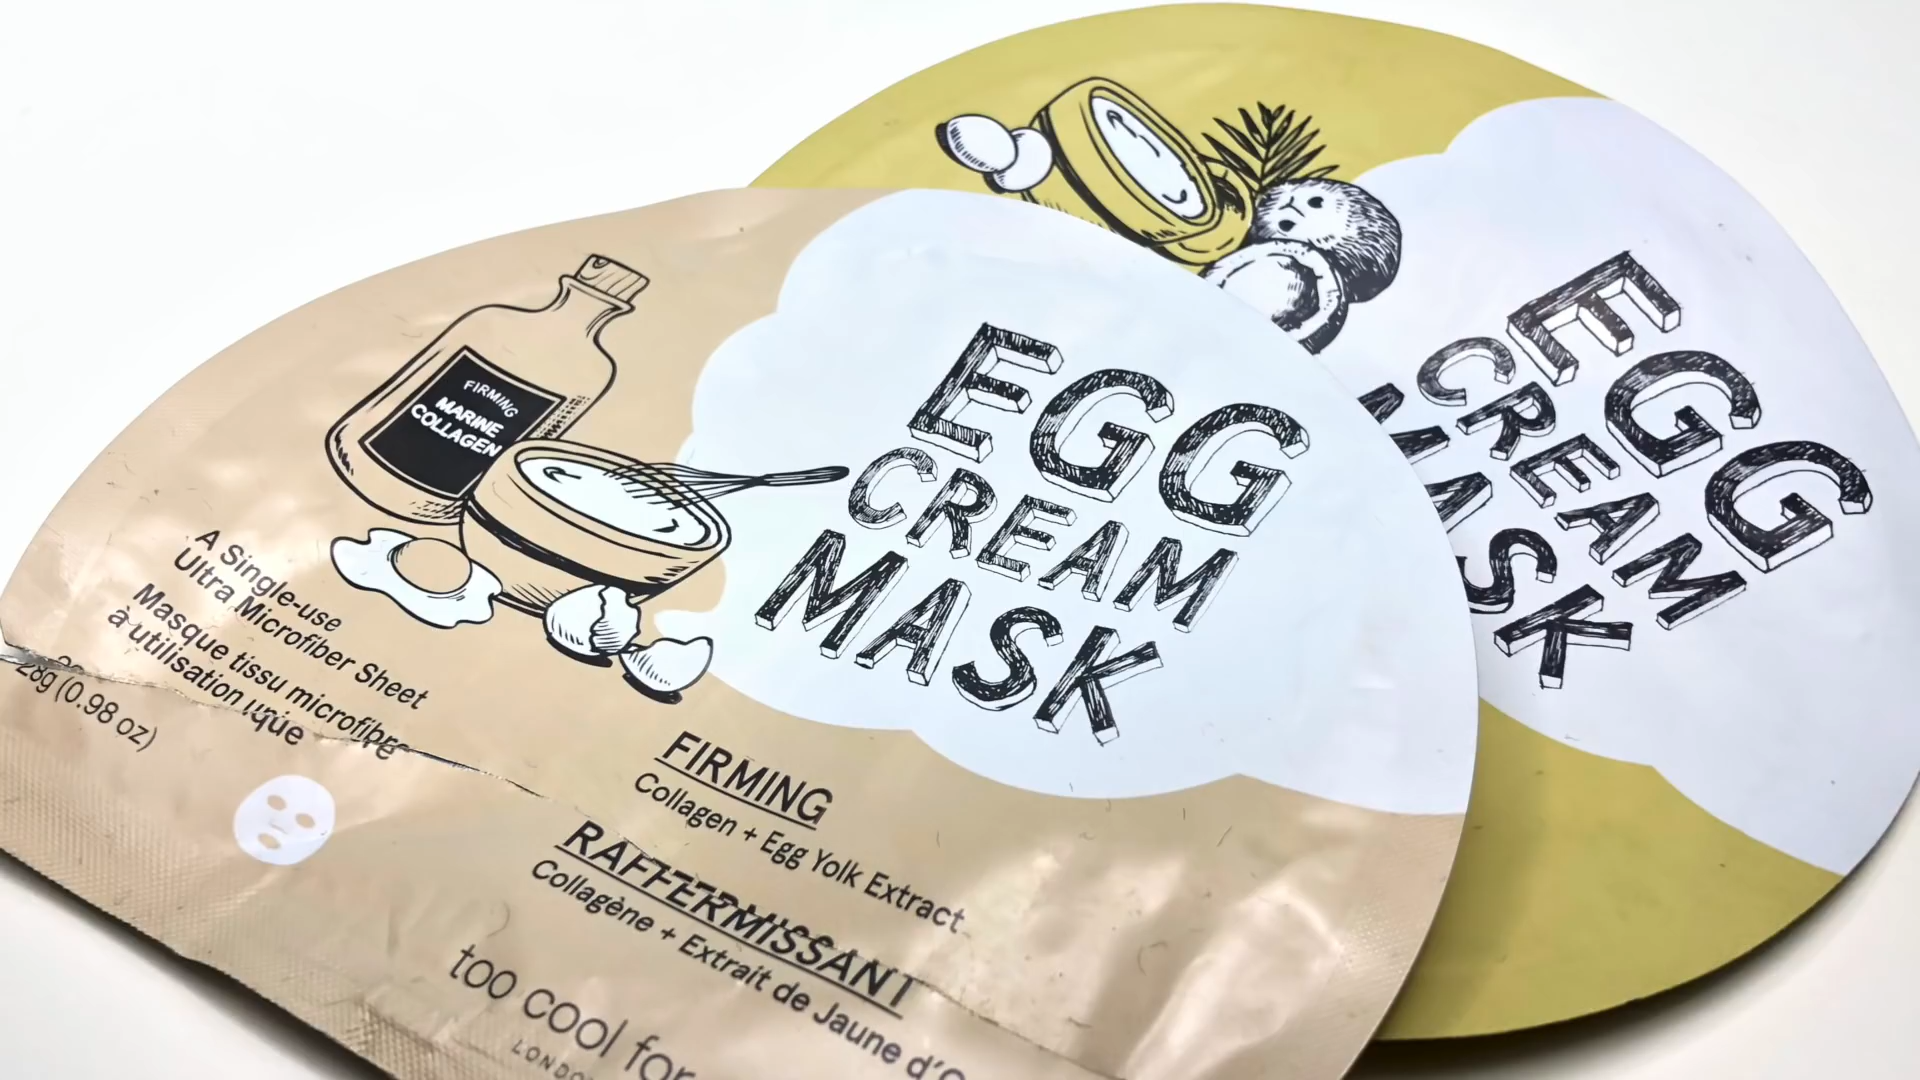 FIRMING
MARINE
COLLAGEN
EGG
CREAM
MASK
A Single-use
Ultra Microfiber Sheet
Masque tissu microfibre
à utilisation
28g (0.98 oz)
FIRMING
Collagen + Egg Yolk Extract
RAFFERMISSANT
Collagène + Extrait de Jaune d'
too cool for
EGG
CREAM
MASK